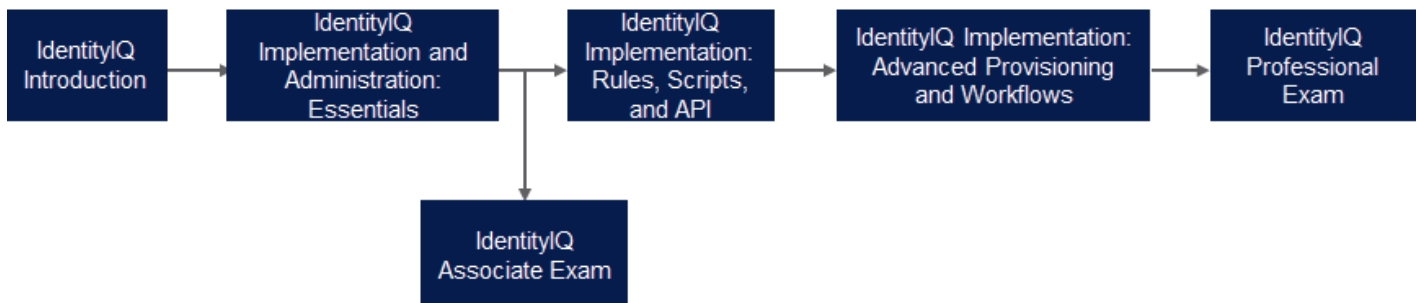 IdentityIQ
Introduction
IdentityIQ
Implementation and
Administration:
Essentials
IdentityIQ
Implementation:
Rules, Scripts,
and API
IdentityIQ Implementation:
Advanced Provisioning
and Workflows
IdentityIQ
Professional
Exam
IdentityIQ
Associate Exam